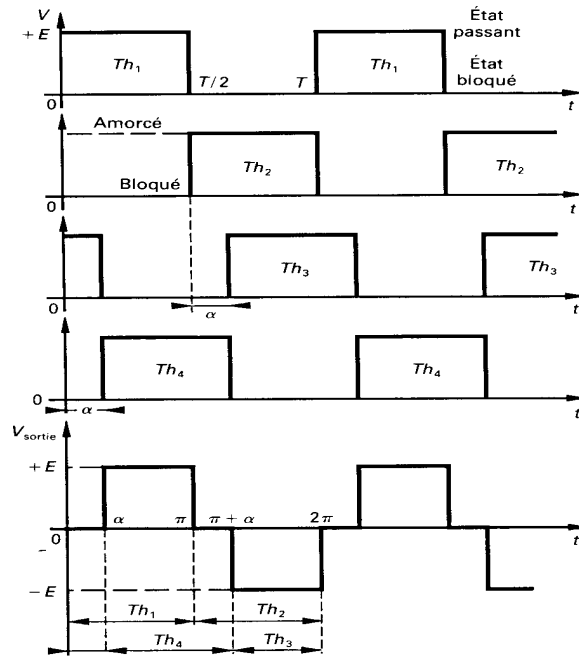 V
+ E
État
passant
Th₁
T/2
T
Th₁
État
bloqué
0
t
Amorcé
Bloqué
Th₂
Th₂
0
t
Th₃
Th₃
0
α
t
Th₄
Th₄
0
α
t
V sortie
+ E
α
π
π + α
2π
0
t
–
– E
Th₁
Th₂
Th₄
Th₃